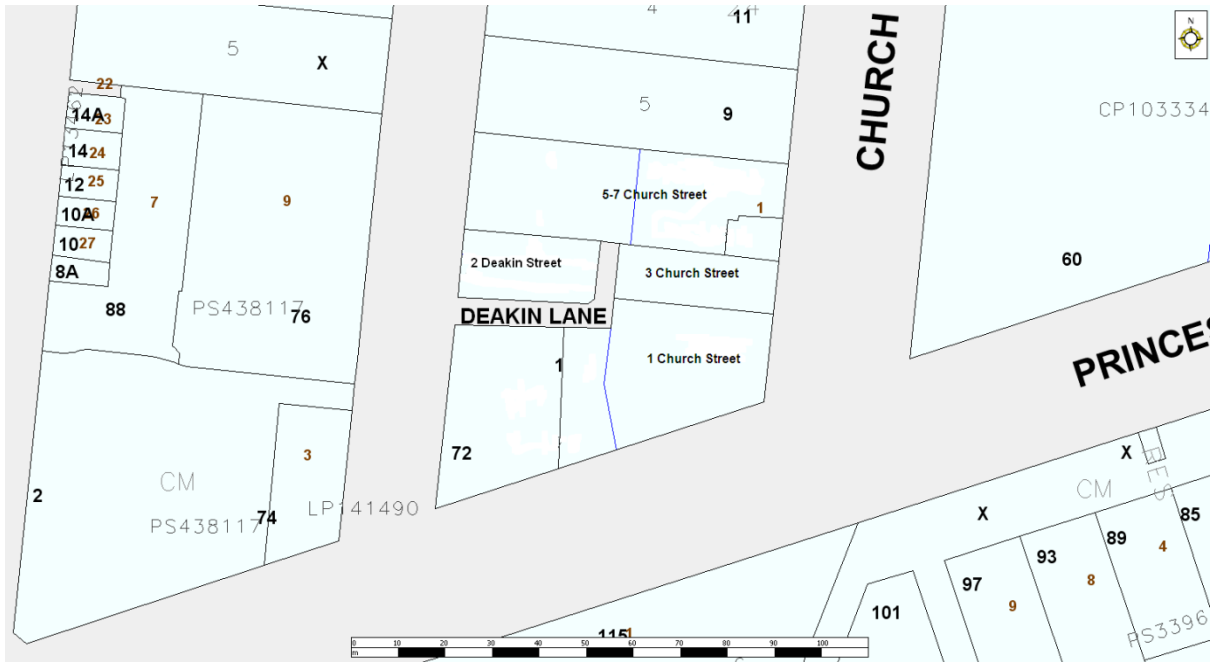 4
11
N
5
X
CHURCH
22
14A
23
5
9
CP103334
14
24
12
25
5-7 Church Street
7
9
1
10A
26
10
27
8A
2 Deakin Street
3 Church Street
60
88
PS438117
76
DEAKIN LANE
1
1 Church Street
PRINCES
72
X
3
RES
CM
CM
2
LP141490
X
85
PS438117
74
89
4
93
97
8
9
101
115
1
PS3396
0 10 20 30 40 50 60 70 80 90 100
m